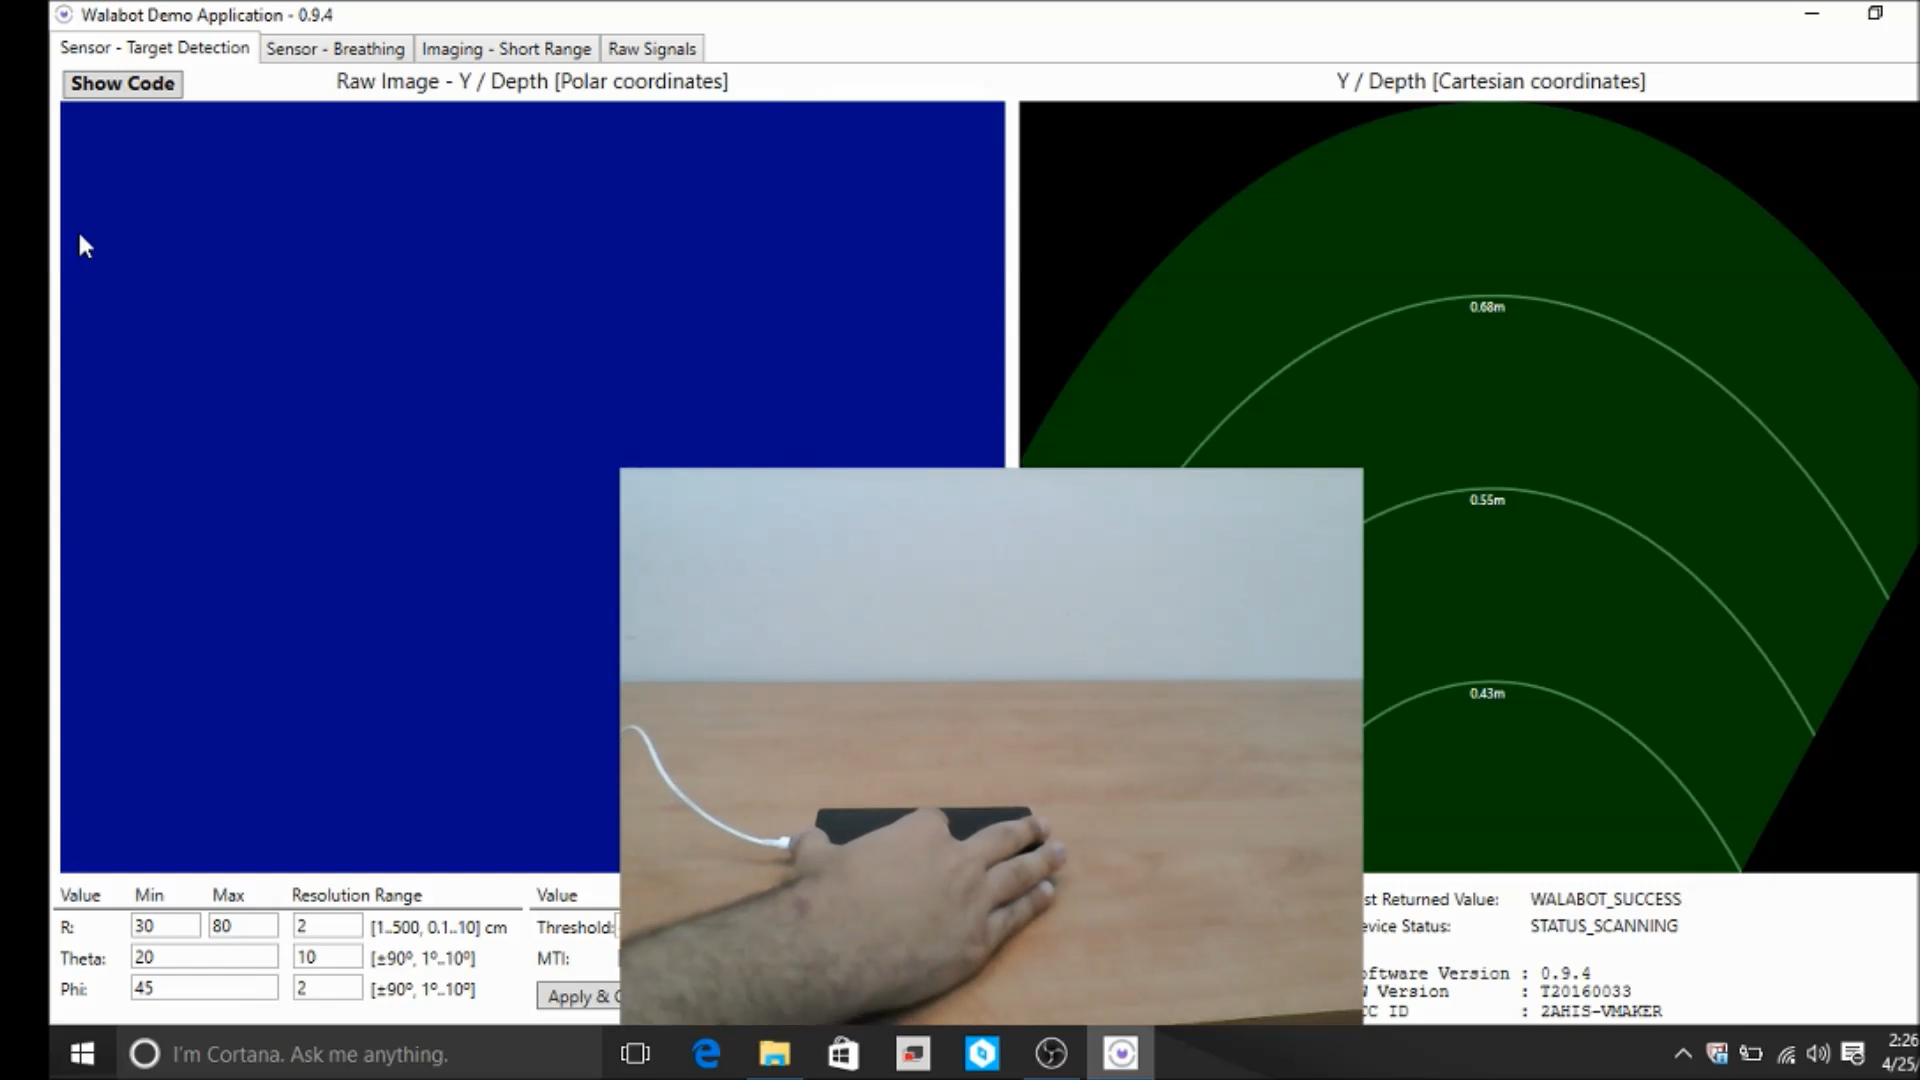 Walabot Demo Application - 0.9.4
Sensor - Target Detection Sensor - Breathing Imaging - Short Range Raw Signals
Show Code Raw Image - Y / Depth [Polar coordinates] Y / Depth [Cartesian coordinates]
0.68m
0.55m
0.43m
Value Min Max Resolution Range Value
R: 30 80 2 [1..500, 0.1..10] cm Threshold:
Theta: 20 10 [±90º, 1º..10º] MTI:
Phi: 45 2 [±90º, 1º..10º] Apply &
st Returned Value: WALABOT_SUCCESS
evice Status: STATUS_SCANNING
oftware Version : 0.9.4
Version : T20160033
CC ID : 2AHIS-VMAKER
I'm Cortana. Ask me anything.
2:26
4/25/